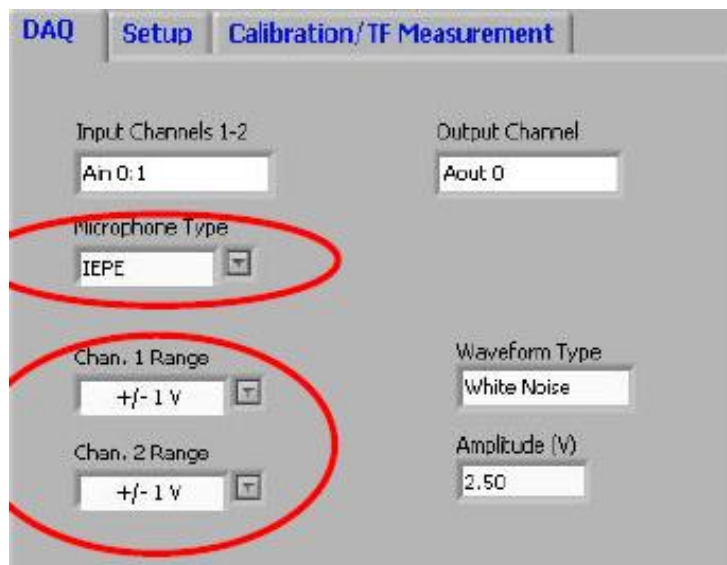 DAQ Setup Calibration/TF Measurement
Input Channels 1-2 Output Channel
Ain 0:1 Aout 0
Microphone Type
IEPE
Chan. 1 Range Waveform Type
+/- 1 V White Noise
Chan. 2 Range Amplitude (V)
+/- 1 V 2.50